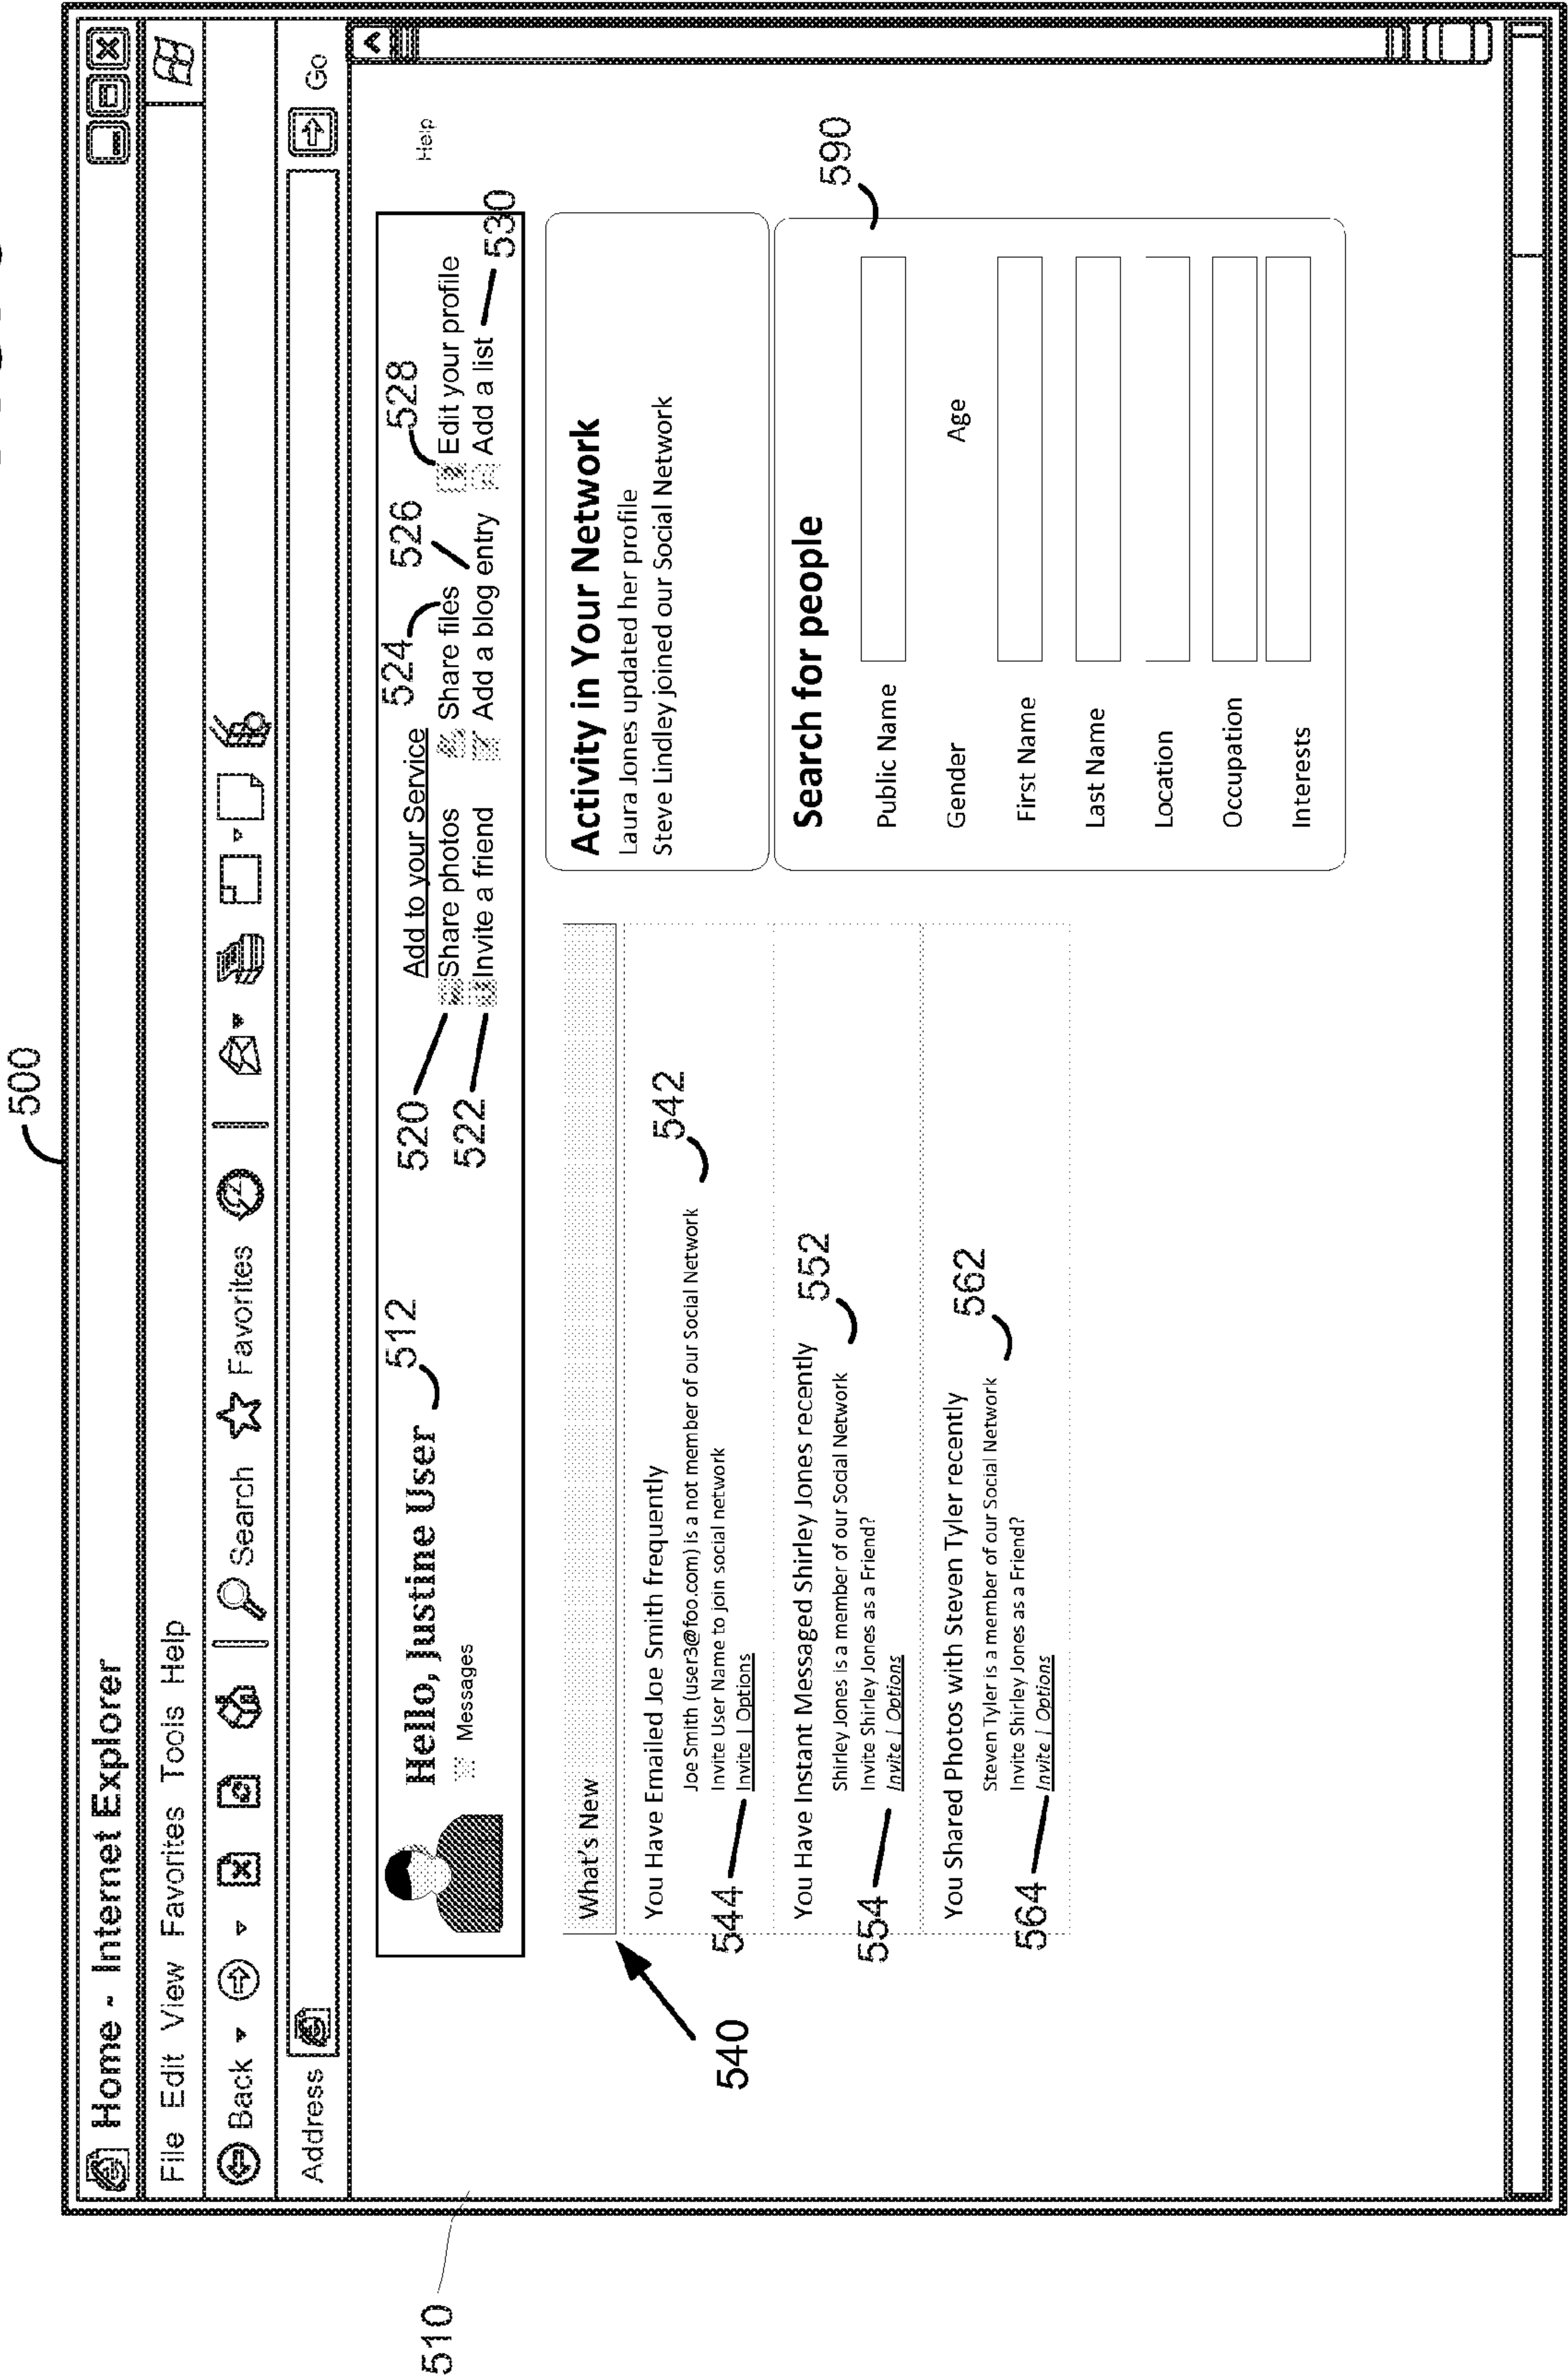 500
Home - Internet Explorer
File Edit View Favorites Tools Help
Back Search Favorites
Address Go
510
Hello, Justine User 512
Messages
Help
Add to your Service
520 Share photos
522 Invite a friend
524 Share files
526 Add a blog entry
528 Edit your profile
Add a list 530
540
What's New
You Have Emailed Joe Smith frequently
Joe Smith (user3@foo.com) is a not member of our Social Network 542
Invite User Name to join social network
544 Invite | Options
You Have Instant Messaged Shirley Jones recently
Shirley Jones is a member of our Social Network 552
Invite Shirley Jones as a Friend?
554 Invite | Options
You Shared Photos with Steven Tyler recently
Steven Tyler is a member of our Social Network 562
Invite Shirley Jones as a Friend?
564 Invite | Options
Activity in Your Network
Laura Jones updated her profile
Steve Lindley joined our Social Network
590
Search for people
Public Name
Gender Age
First Name
Last Name
Location
Occupation
Interests